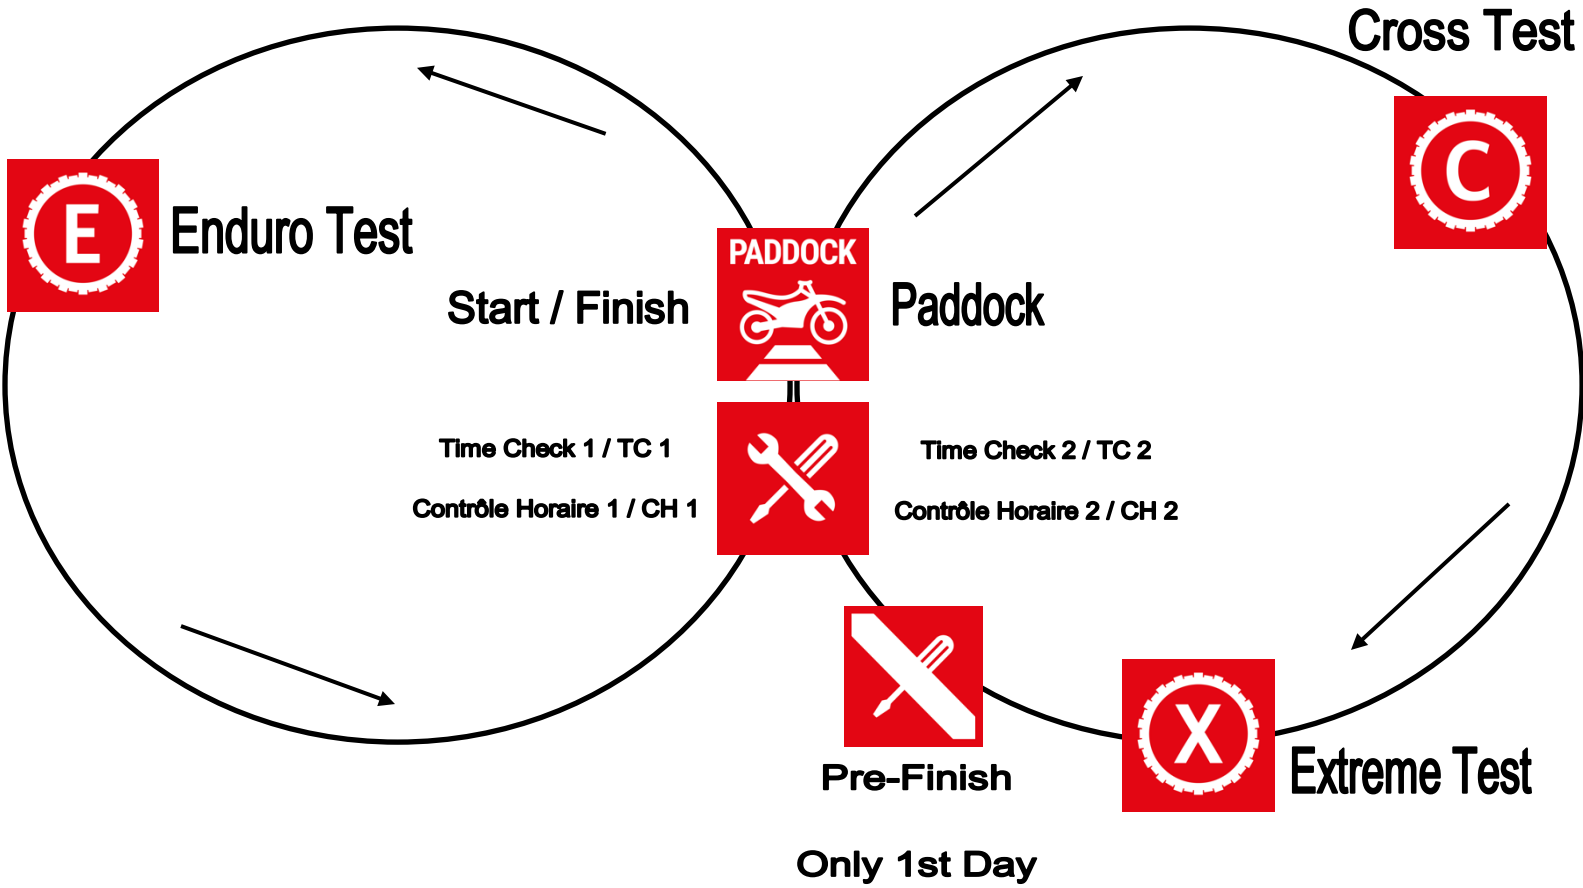 Cross Test
C
E
Enduro Test
PADDOCK
Start / Finish
Paddock
Time Check 1 / TC 1
Time Check 2 / TC 2
Contrôle Horaire 1 / CH 1
Contrôle Horaire 2 / CH 2
X
Extreme Test
Pre-Finish
Only 1st Day